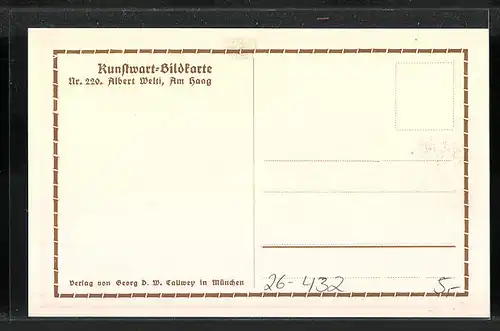 Kunstwart-Bildkarte
Nr. 220. Albert Welti, Am Haag
Verlag von Georg D. W. Callwey in München
26-432
5,-